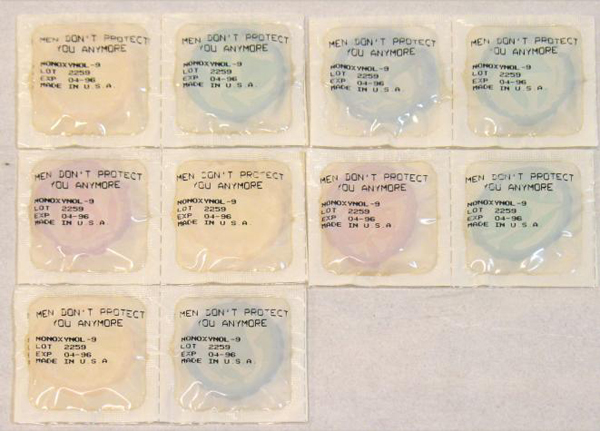 MEN DON'T PROTECT
YOU ANYMORE
NONOXYNOL-9
LOT 2259
EXP 04-96
MADE IN U.S.A.
MEN DON'T PROTECT
YOU ANYMORE
NONOXYNOL-9
LOT 2259
EXP 04-96
MADE IN U.S.A.
MEN DON'T PROTECT
YOU ANYMORE
NONOXYNOL-9
LOT 2259
EXP 04-96
MADE IN U.S.A.
MEN DON'T PROTECT
YOU ANYMORE
NONOXYNOL-9
LOT 2259
EXP 04-96
MADE IN U.S.A.
MEN DON'T PROTECT
YOU ANYMORE
NONOXYNOL-9
LOT 2259
EXP 04-96
MADE IN U.S.A.
MEN DON'T PROTECT
YOU ANYMORE
NONOXYNOL-9
LOT 2259
EXP 04-96
MADE IN U.S.A.
MEN DON'T PROTECT
YOU ANYMORE
NONOXYNOL-9
LOT 2259
EXP 04-96
MADE IN U.S.A.
MEN DON'T PROTECT
YOU ANYMORE
NONOXYNOL-9
LOT 2259
EXP 04-96
MADE IN U.S.A.
MEN DON'T PROTECT
YOU ANYMORE
NONOXYNOL-9
LOT 2259
EXP 04-96
MADE IN U.S.A.
MEN DON'T PROTECT
YOU ANYMORE
NONOXYNOL-9
LOT 2259
EXP 04-96
MADE IN U.S.A.